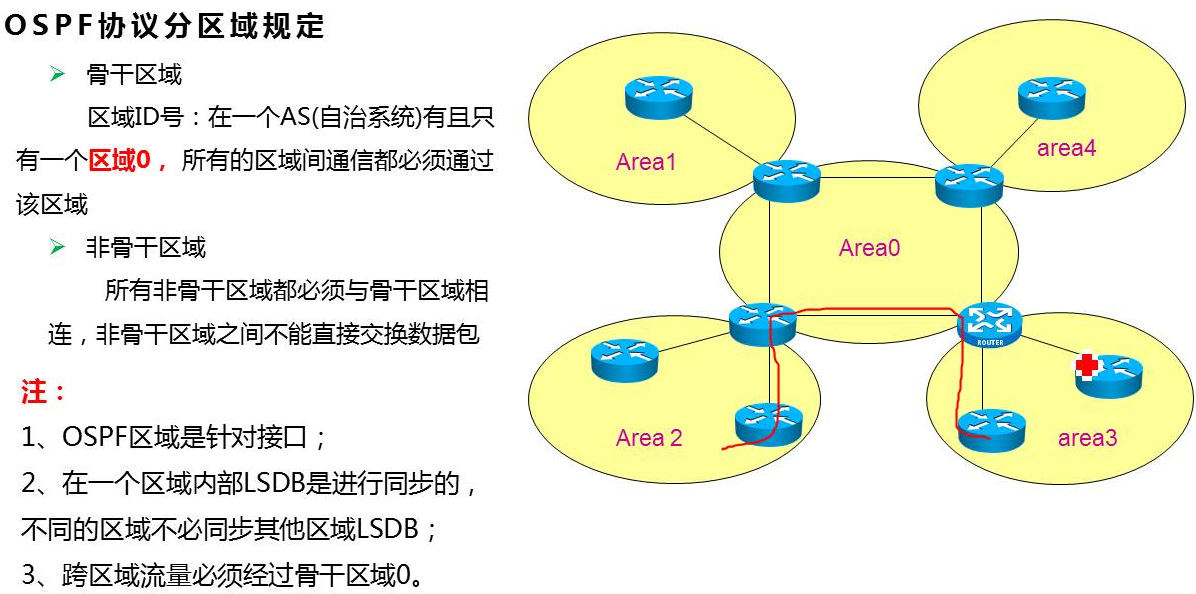 OSPF协议分区域规定
骨干区域
区域ID号：在一个AS(自治系统)有且只
有一个区域0，所有的区域间通信都必须通过
该区域
非骨干区域
所有非骨干区域都必须与骨干区域相
连，非骨干区域之间不能直接交换数据包
注：
1、OSPF区域是针对接口；
2、在一个区域内部LSDB是进行同步的，
不同的区域不必同步其他区域LSDB；
3、跨区域流量必须经过骨干区域0。
Area1
area4
Area0
ROUTER
Area 2
area3